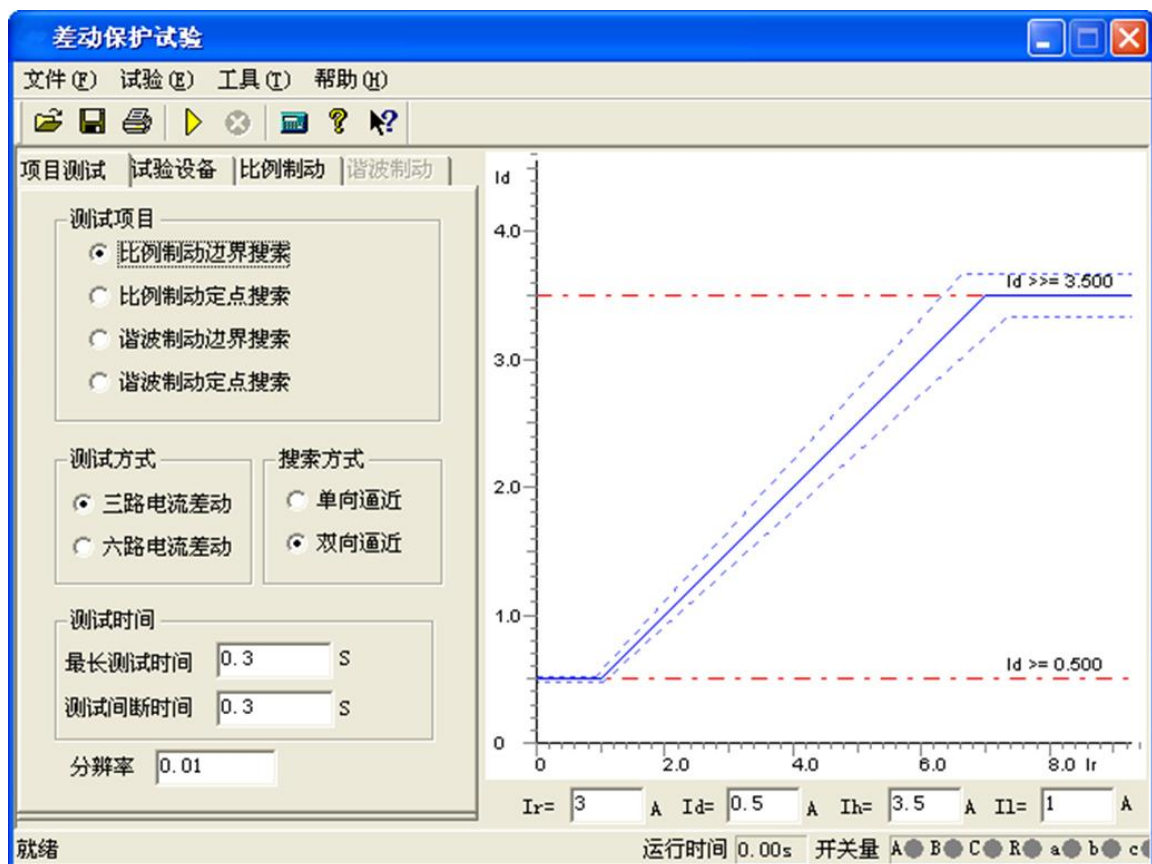 差动保护试验
文件(F) 试验(E) 工具(T) 帮助(H)
项目测试 试验设备 比例制动 谐波制动
测试项目
比例制动边界搜索
比例制动定点搜索
谐波制动边界搜索
谐波制动定点搜索
测试方式
三路电流差动
六路电流差动
搜索方式
单向逼近
双向逼近
测试时间
最长测试时间 0.3 S
测试间断时间 0.3 S
分辨率 0.01
Id
4.0
3.0
2.0
1.0
0
Id >>= 3.500
Id >= 0.500
0 2.0 4.0 6.0 8.0 Ir
Ir= 3 A Id= 0.5 A Ih= 3.5 A Il= 1 A
就绪 运行时间 0.00s 开关量 A B C R a b c